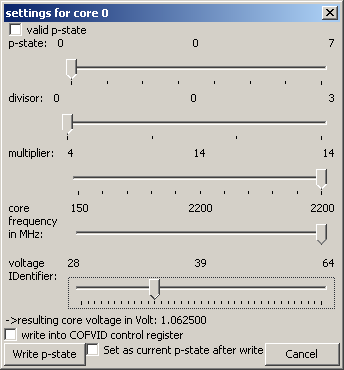 settings for core 0
valid p-state
p-state: 0 0 7
divisor: 0 0 3
multiplier: 4 14 14
core 150 2200 2200
frequency
in MHz:
voltage 28 39 64
IDentifier:
->resulting core voltage in Volt: 1.062500
write into COFVID control register
Write p-state Set as current p-state after write Cancel